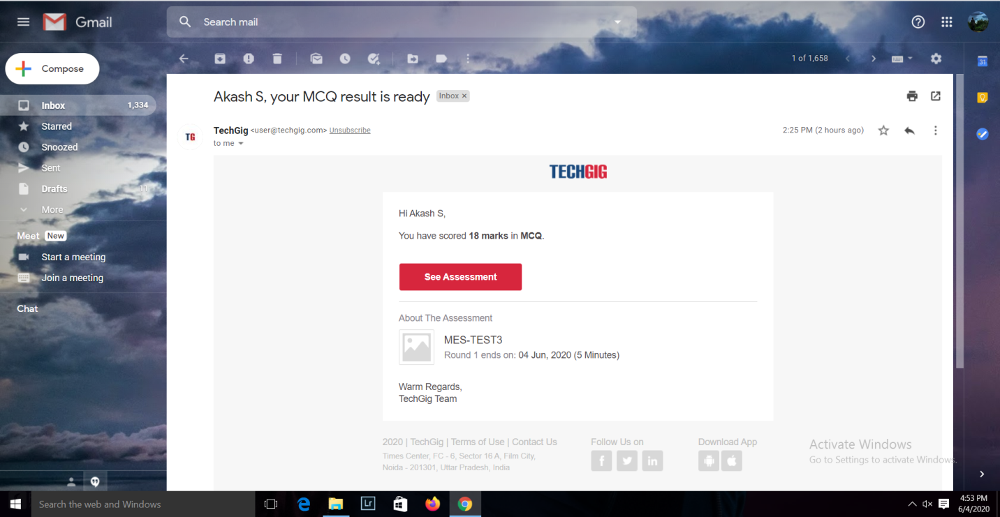 Gmail
Search mail
Compose
1 of 1,658
31
Inbox 1,334
Starred
Snoozed
Sent
Drafts 11
More
Meet New
Start a meeting
Join a meeting
Chat
Akash S, your MCQ result is ready Inbox ×
TG
TechGig <user@techgig.com> Unsubscribe
2:25 PM (2 hours ago)
to me
TECHGIG
Hi Akash S,
You have scored 18 marks in MCQ.
See Assessment
About The Assessment
MES-TEST3
Round 1 ends on: 04 Jun, 2020 (5 Minutes)
Warm Regards,
TechGig Team
2020 | TechGig | Terms of Use | Contact Us
Times Center, FC - 6, Sector 16 A, Film City,
Noida - 201301, Uttar Pradesh, India
Follow Us on
f
in
Download App
Activate Windows
Go to Settings to activate Windows.
Search the web and Windows
Lr
4:53 PM
6/4/2020